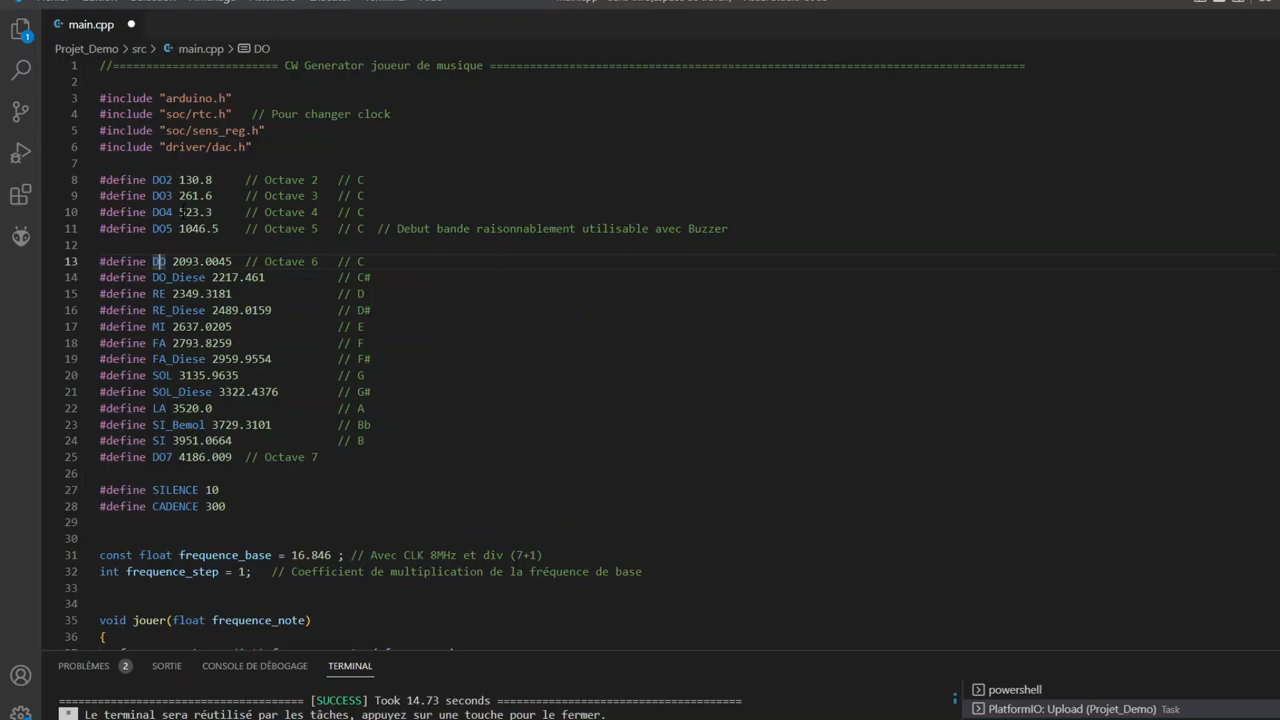 main.cpp
Projet_Demo > src > main.cpp > DO
1 //========================= CW Generator joueur de musique =================================================================================
2
3 #include "arduino.h"
4 #include "soc/rtc.h" // Pour changer clock
5 #include "soc/sens_reg.h"
6 #include "driver/dac.h"
7
8 #define DO2 130.8 // Octave 2 // C
9 #define DO3 261.6 // Octave 3 // C
10 #define DO4 523.3 // Octave 4 // C
11 #define DO5 1046.5 // Octave 5 // C // Debut bande raisonnablement utilisable avec Buzzer
12
13 #define DO 2093.0045 // Octave 6 // C
14 #define DO_Diese 2217.461 // C#
15 #define RE 2349.3181 // D
16 #define RE_Diese 2489.0159 // D#
17 #define MI 2637.0205 // E
18 #define FA 2793.8259 // F
19 #define FA_Diese 2959.9554 // F#
20 #define SOL 3135.9635 // G
21 #define SOL_Diese 3322.4376 // G#
22 #define LA 3520.0 // A
23 #define SI_Bemol 3729.3101 // Bb
24 #define SI 3951.0664 // B
25 #define DO7 4186.009 // Octave 7
26
27 #define SILENCE 10
28 #define CADENCE 300
29
30
31 const float frequence_base = 16.846 ; // Avec CLK 8MHz et div (7+1)
32 int frequence_step = 1; // Coefficient de multiplication de la fréquence de base
33
34
35 void jouer(float frequence_note)
36 {
PROBLÈMES 2 SORTIE CONSOLE DE DÉBOGAGE TERMINAL
===================================== [SUCCESS] Took 14.73 seconds =====================================
* Le terminal sera réutilisé par les tâches, appuyez sur une touche pour le fermer.
powershell
PlatformIO: Upload (Projet_Demo) Task
1